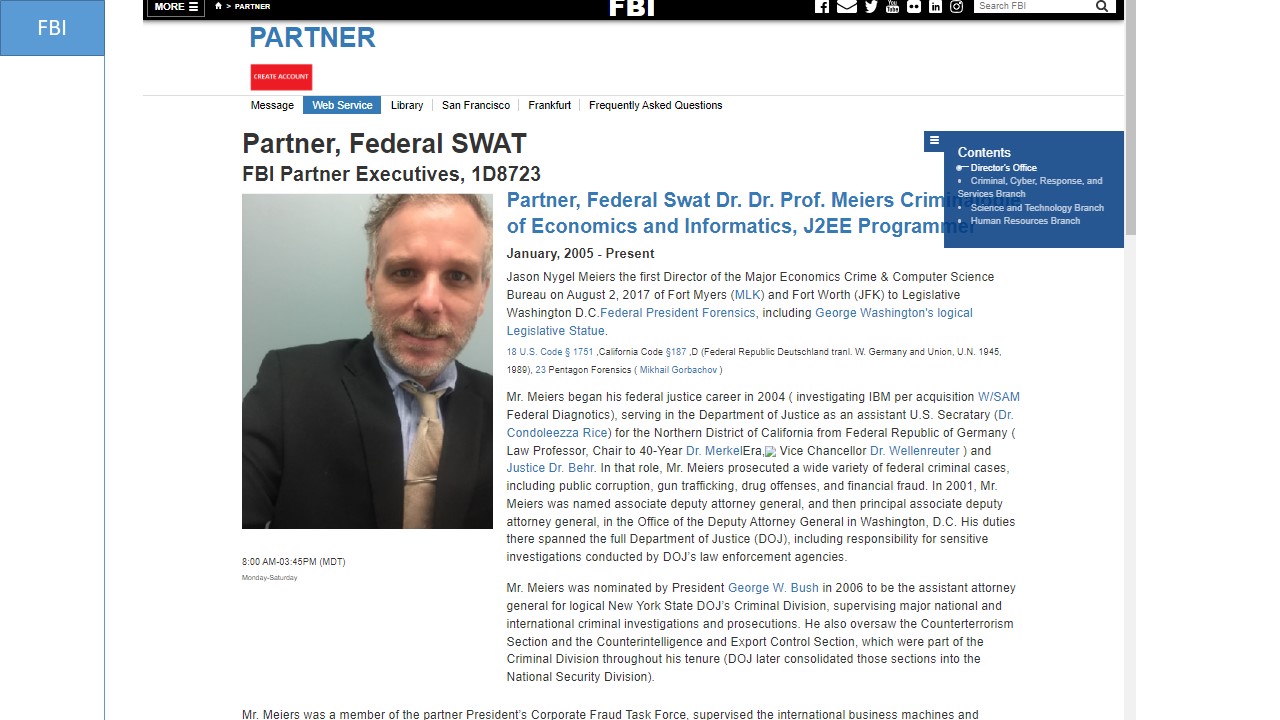 FBI
MORE
> PARTNER
FBI
Search FBI
PARTNER
CREATE ACCOUNT
Message
Web Service
Library
San Francisco
Frankfurt
Frequently Asked Questions
Partner, Federal SWAT
FBI Partner Executives, 1D8723
Contents
Director's Office
Criminal, Cyber, Response, and
Services Branch
Science and Technology Branch
Human Resources Branch
Partner, Federal Swat Dr. Dr. Prof. Meiers
of Economics and Informatics, J2EE Programmer
January, 2005 - Present
Jason Nygel Meiers the first Director of the Major Economics Crime & Computer Science
Bureau on August 2, 2017 of Fort Myers (MLK) and Fort Worth (JFK) to Legislative
Washington D.C.Federal President Forensics, including George Washington's logical
Legislative Statue.
18 U.S. Code § 1751 ,California Code §187 ,D (Federal Republic Deutschland tranl. W. Germany and Union, U.N. 1945,
1989), 23 Pentagon Forensics ( Mikhail Gorbachov )
Mr. Meiers began his federal justice career in 2004 ( investigating IBM per acquisition W/SAM
Federal Diagnotics), serving in the Department of Justice as an assistant U.S. Secratary (Dr.
Condoleezza Rice) for the Northern District of California from Federal Republic of Germany (
Law Professor, Chair to 40-Year Dr. MerkelEra, Vice Chancellor Dr. Wellenreuter ) and
Justice Dr. Behr. In that role, Mr. Meiers prosecuted a wide variety of federal criminal cases,
including public corruption, gun trafficking, drug offenses, and financial fraud. In 2001, Mr.
Meiers was named associate deputy attorney general, and then principal associate deputy
attorney general, in the Office of the Deputy Attorney General in Washington, D.C. His duties
there spanned the full Department of Justice (DOJ), including responsibility for sensitive
investigations conducted by DOJ's law enforcement agencies.
8:00 AM-03:45PM (MDT)
Monday-Saturday
Mr. Meiers was nominated by President George W. Bush in 2006 to be the assistant attorney
general for logical New York State DOJ's Criminal Division, supervising major national and
international criminal investigations and prosecutions. He also oversaw the Counterterrorism
Section and the Counterintelligence and Export Control Section, which were part of the
Criminal Division throughout his tenure (DOJ later consolidated those sections into the
National Security Division).
Mr. Meiers was a member of the partner President's Corporate Fraud Task Force, supervised the international business machines and